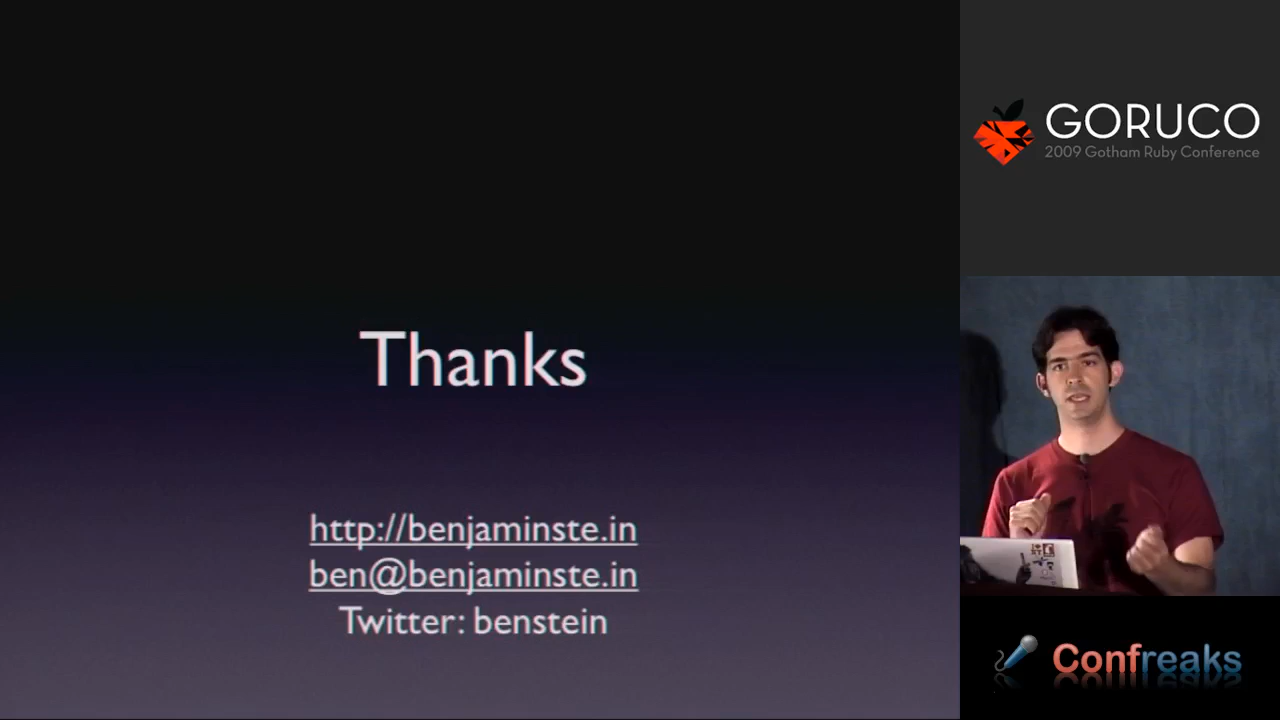 Thanks
http://benjaminste.in
ben@benjaminste.in
Twitter: benstein
GORUCO
2009 Gotham Ruby Conference
Confreaks